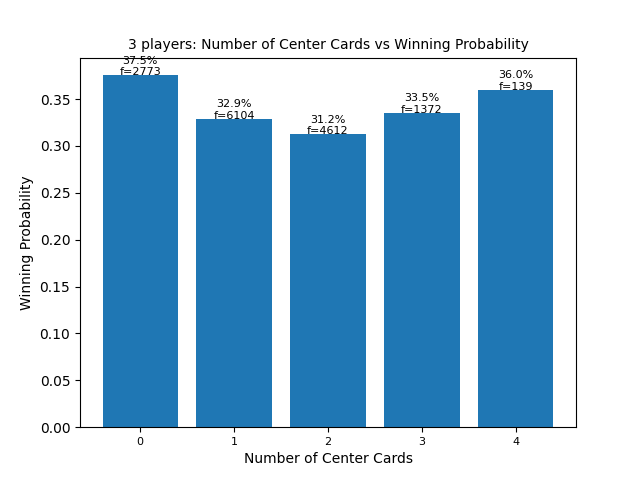 3 players: Number of Center Cards vs Winning Probability
37.5%
f=2773
32.9%
f=6104
31.2%
f=4612
33.5%
f=1372
36.0%
f=139
0.35
0.30
0.25
0.20
0.15
0.10
0.05
0.00
Winning Probability
0 1 2 3 4
Number of Center Cards